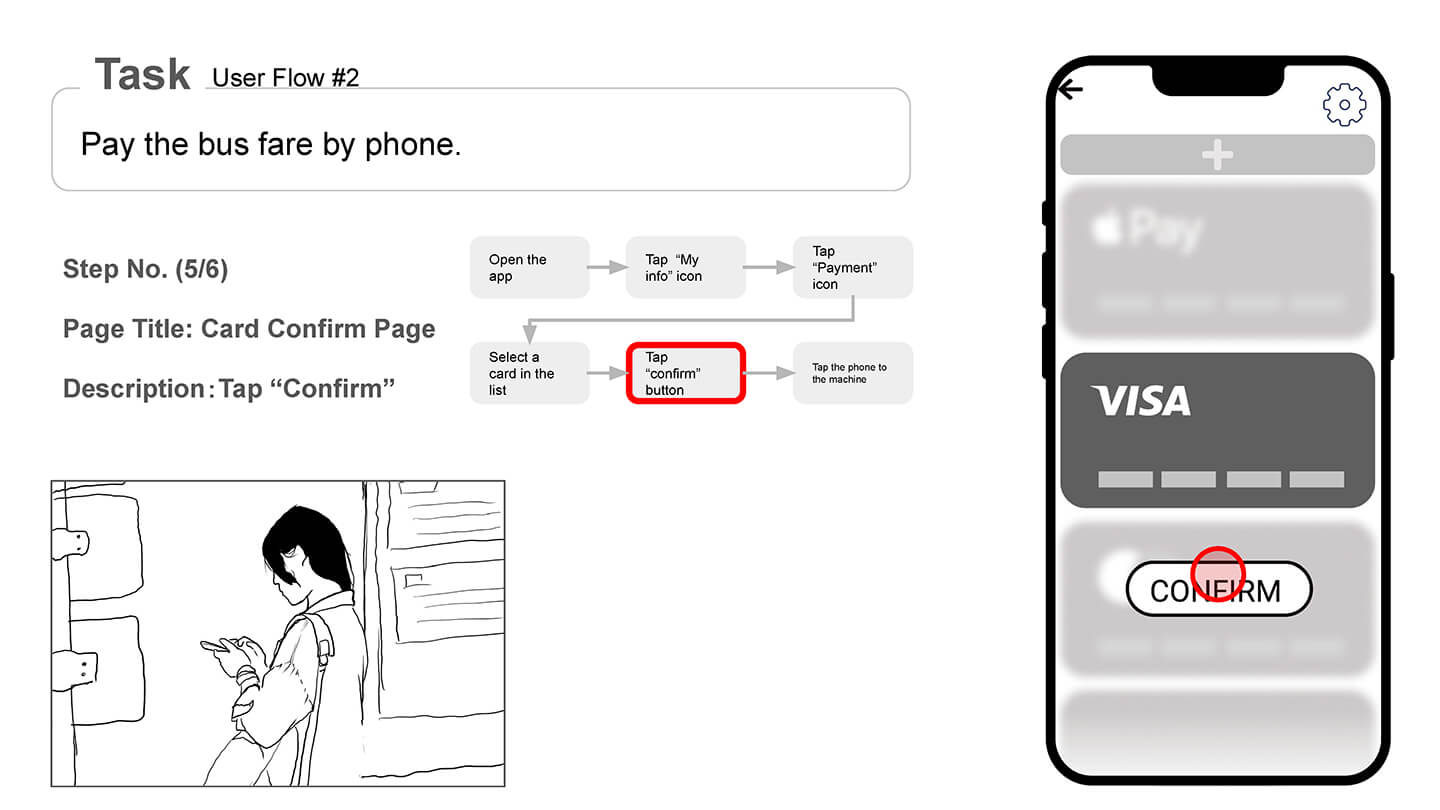 Task User Flow #2
Pay the bus fare by phone.
Step No. (5/6)
Page Title: Card Confirm Page
Description：Tap “Confirm”
Open the
app
Tap “My
info” icon
Tap
“Payment”
icon
Select a
card in the
list
Tap
“confirm”
button
Tap the phone to
the machine
Pay
VISA
CONFIRM